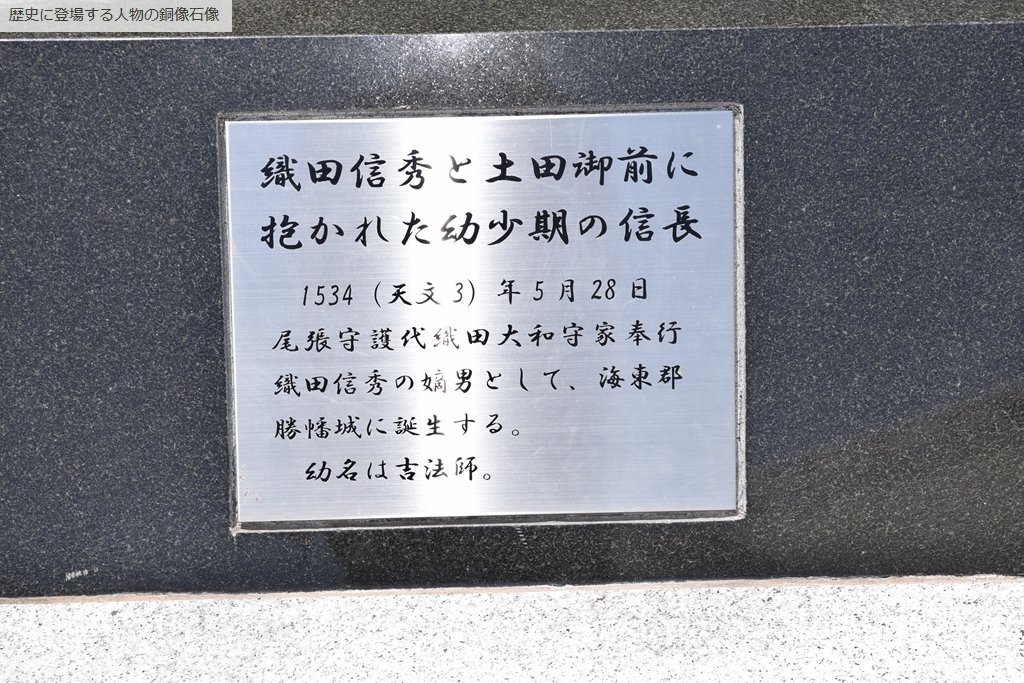 歴史に登場する人物の銅像石像
織田信秀と土田御前に
抱かれた幼少期の信長
1534（天文3）年5月28日
尾張守護代織田大和守家奉行
織田信秀の嫡男として、海東郡
勝幡城に誕生する。
幼名は吉法師。